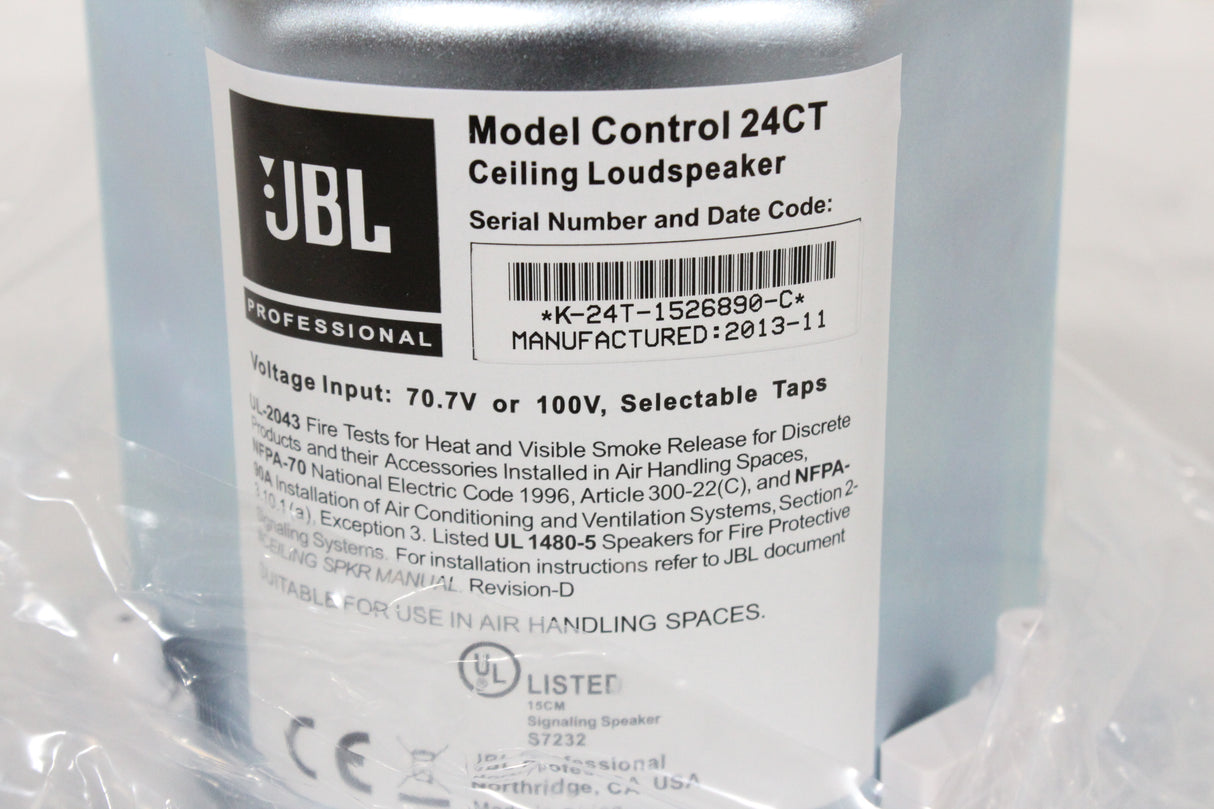 JBL
PROFESSIONAL
Model Control 24CT
Ceiling Loudspeaker
Serial Number and Date Code:
*K-24T-1526890-C*
MANUFACTURED:2013-11
Voltage Input: 70.7V or 100V, Selectable Taps
UL-2043 Fire Tests for Heat and Visible Smoke Release for Discrete
Products and their Accessories Installed in Air Handling Spaces,
NFPA-70 National Electric Code 1996, Article 300-22(C), and NFPA-
90A Installation of Air Conditioning and Ventilation Systems, Section 2-
3.10.1(a), Exception 3. Listed UL 1480-5 Speakers for Fire Protective
Signaling Systems. For installation instructions refer to JBL document
CEILING SPKR MANUAL. Revision-D
SUITABLE FOR USE IN AIR HANDLING SPACES.
UL LISTED
15CM
Signaling Speaker
S7232
CE
JBL Professional
Northridge, CA USA
Made in